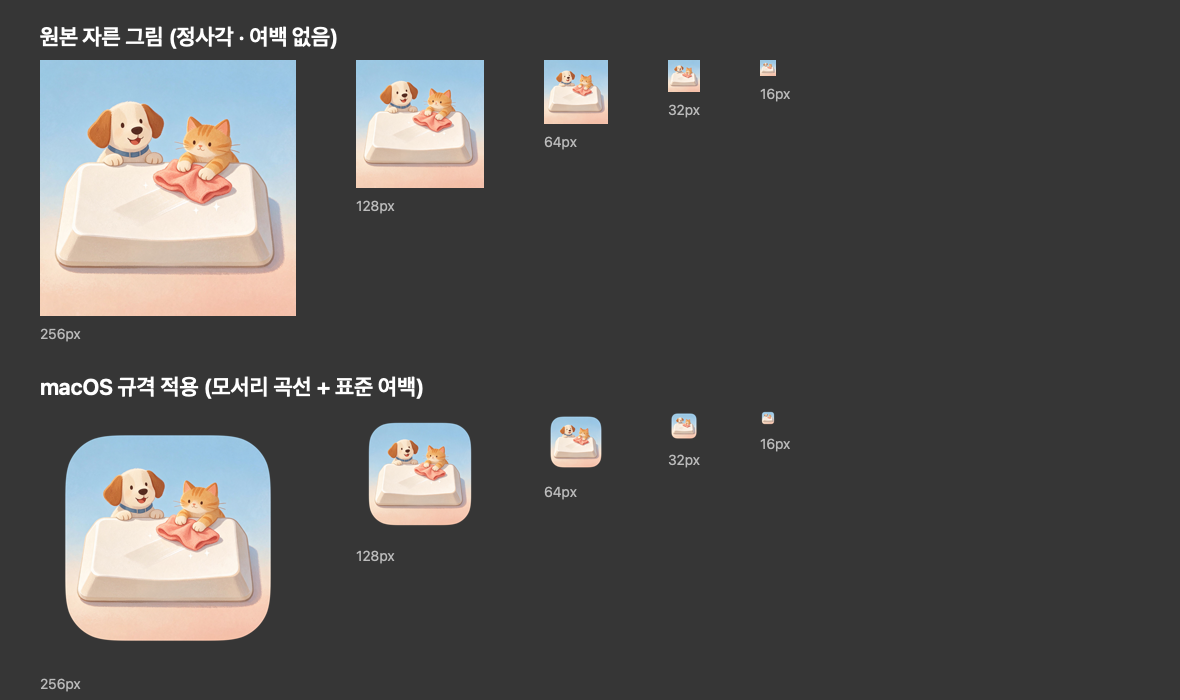 원본 자른 그림 (정사각 · 여백 없음)
256px
128px
64px
32px
16px
macOS 규격 적용 (모서리 곡선 + 표준 여백)
256px
128px
64px
32px
16px